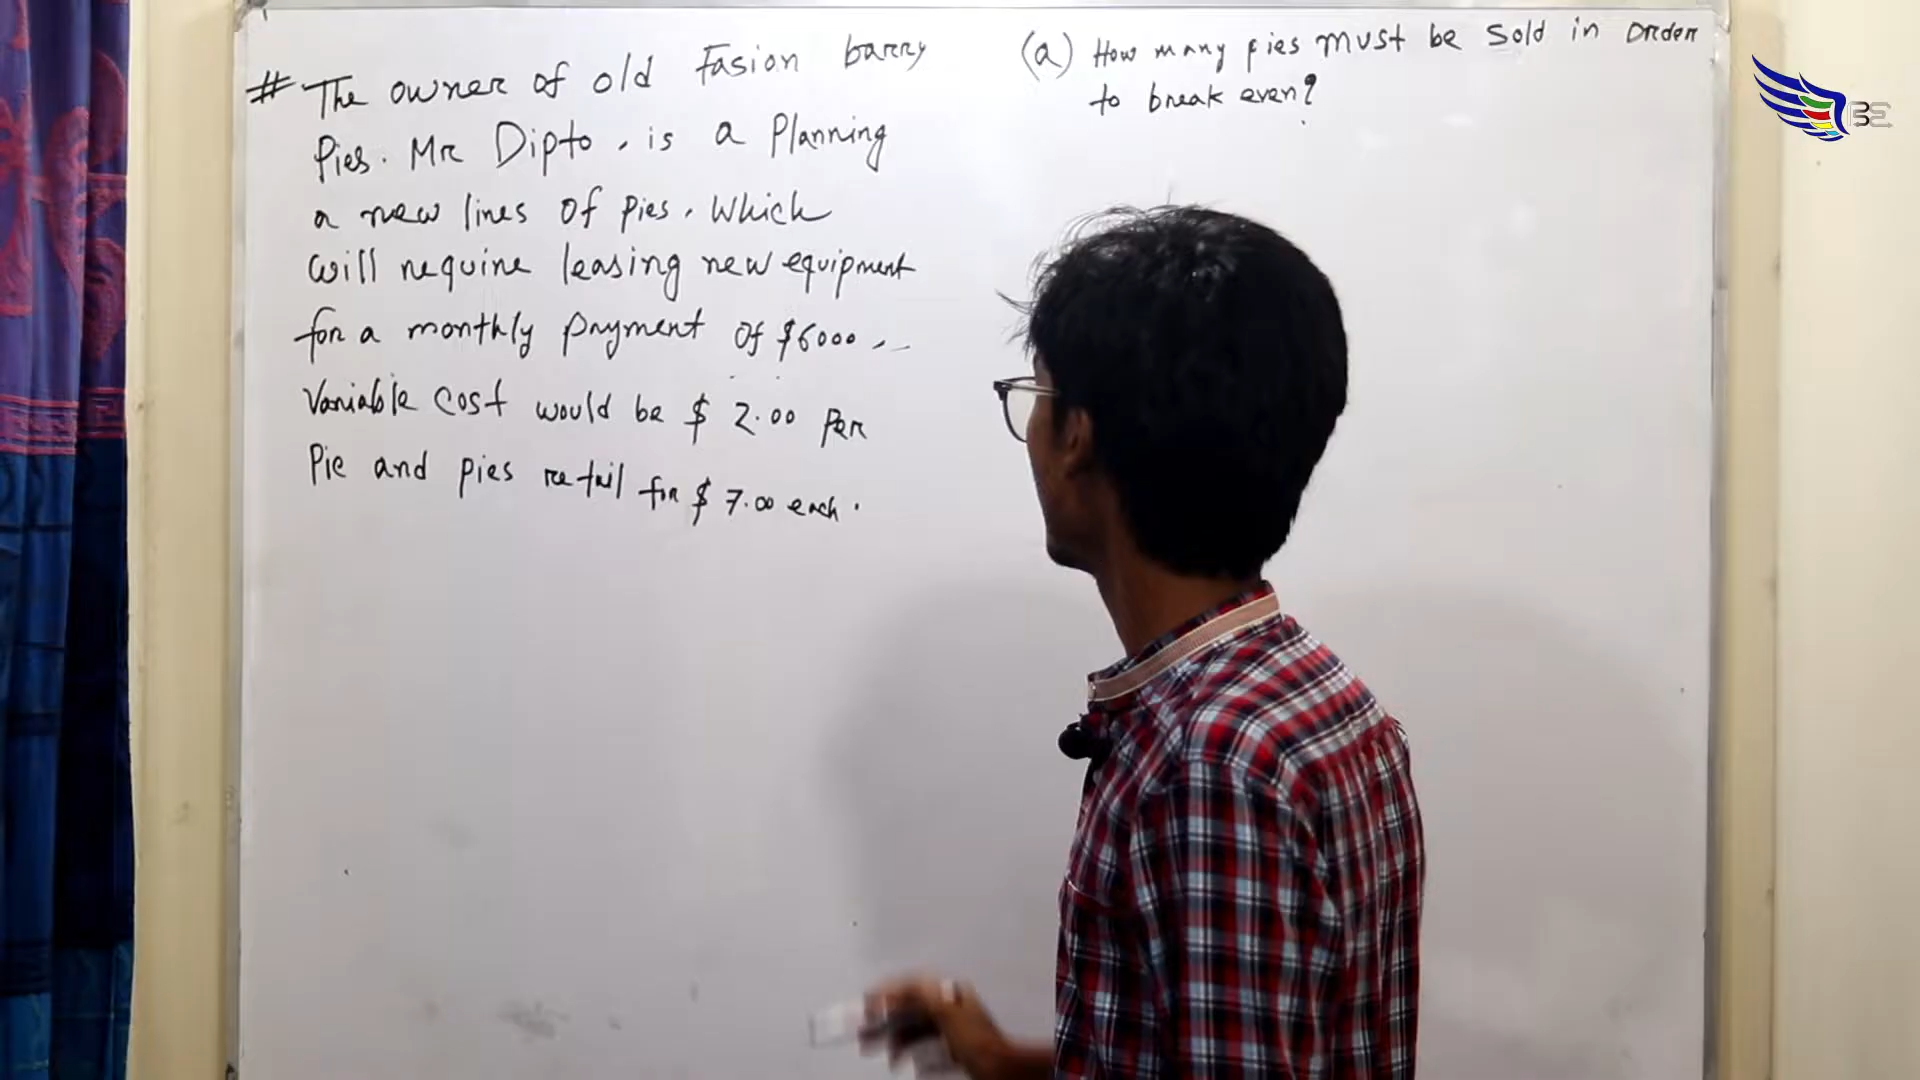 # The owner of old Fasion barry
Pies. Mr Dipto, is a Planning
a new lines of pies. Which
will require leasing new equipment
for a monthly payment of $6000 ..
Variable cost would be $ 2.00 Per
Pie and pies retail for $ 7.00 each.
(a) How many pies must be Sold in Order
to break even?